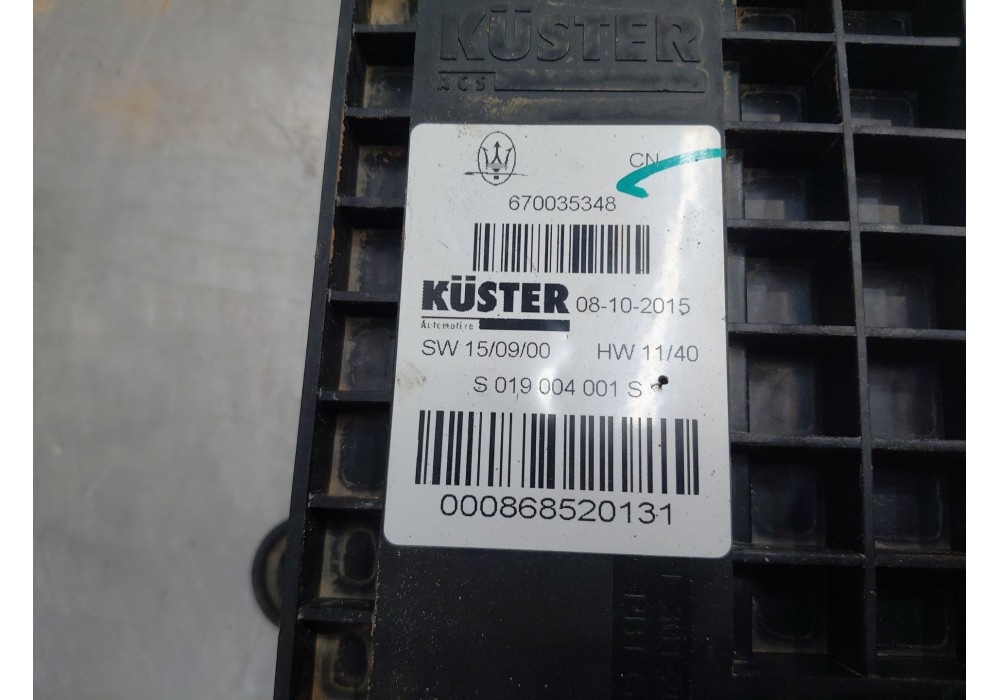 KÜSTER
ACS
CN
670035348
KÜSTER 08-10-2015
Automotive
SW 15/09/00 HW 11/40
S 019 004 001 S
000868520131